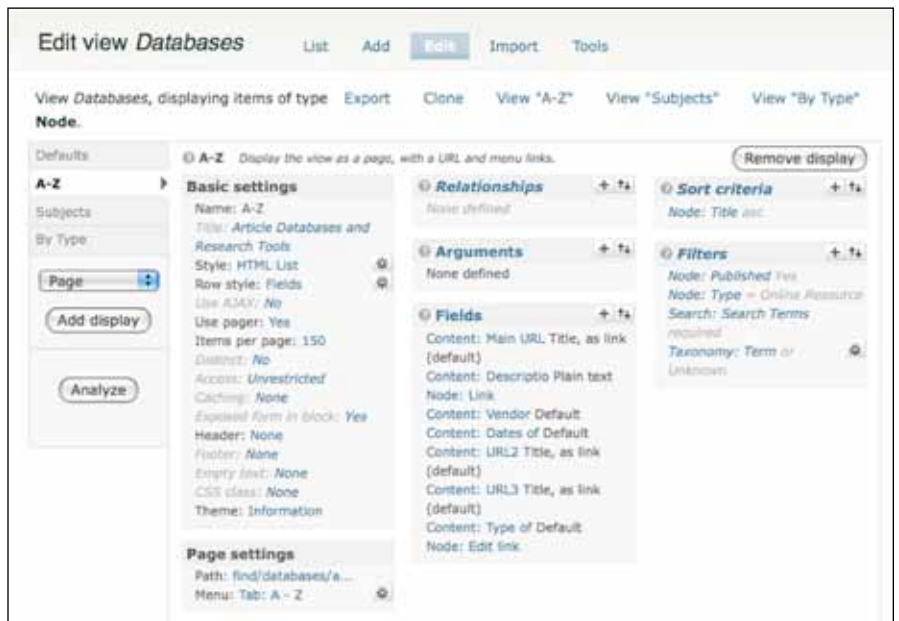 Edit view Databases
List Add Edit Import Tools
View Databases, displaying items of type Node.
Export Clone View "A-Z" View "Subjects" View "By Type"
Defaults
A-Z
Subjects
By Type
Page
Add display
Analyze
A-Z Display the view as a page, with a URL and menu links.
Remove display
Basic settings
Name: A-Z
Title: Article Databases and
Research Tools
Style: HTML List
Row style: Fields
Use AJAX: No
Use pager: Yes
Items per page: 150
Distinct: No
Access: Unrestricted
Caching: None
Exposed form in block: Yes
Header: None
Footer: None
Empty text: None
CSS class: None
Theme: Information
Page settings
Path: find/databases/a...
Menu: Tab: A - Z
Relationships
None defined
Arguments
None defined
Fields
Content: Main URL Title, as link
(default)
Content: Descriptio Plain text
Node: Link
Content: Vendor Default
Content: Dates of Default
Content: URL2 Title, as link
(default)
Content: URL3 Title, as link
(default)
Content: Type of Default
Node: Edit link
Sort criteria
Node: Title asc
Filters
Node: Published Yes
Node: Type = Online Resource
Search: Search Terms
required
Taxonomy: Term or
Unknown